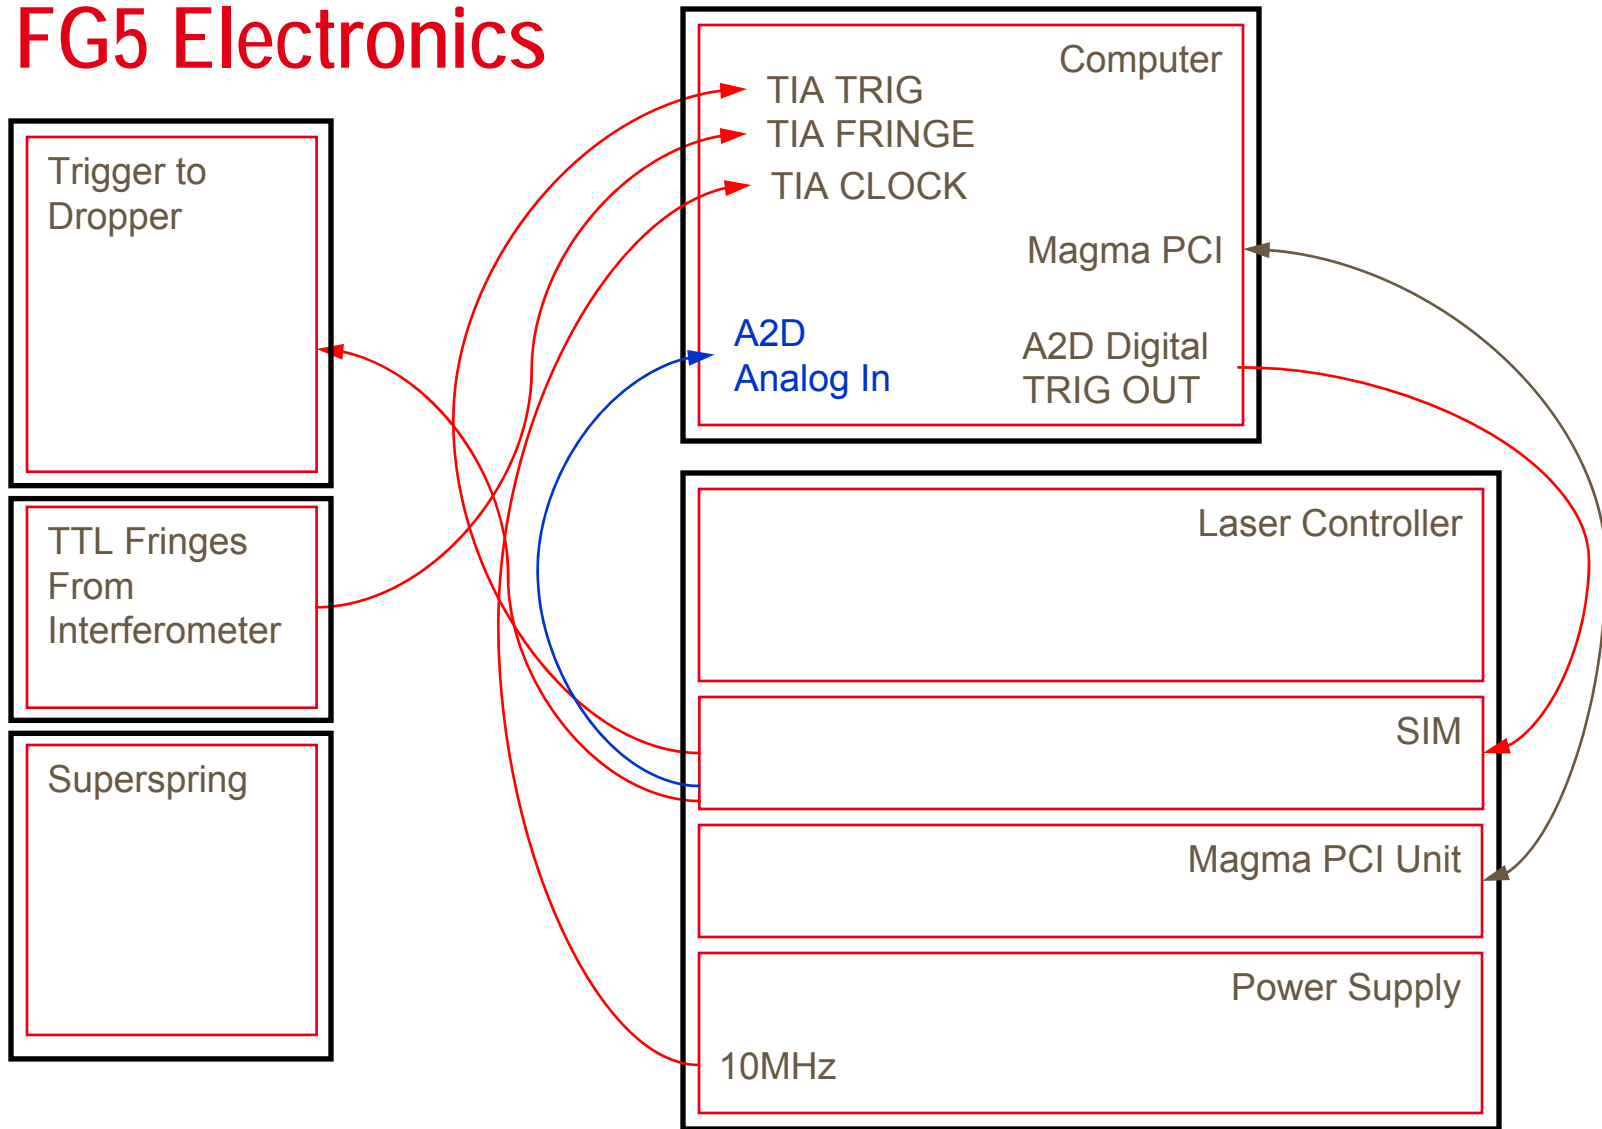 FG5 Electronics
Trigger to
Dropper
TTL Fringes
From
Interferometer
Superspring
Computer
TIA TRIG
TIA FRINGE
TIA CLOCK
Magma PCI
A2D
Analog In
A2D Digital
TRIG OUT
Laser Controller
SIM
Magma PCI Unit
Power Supply
10MHz